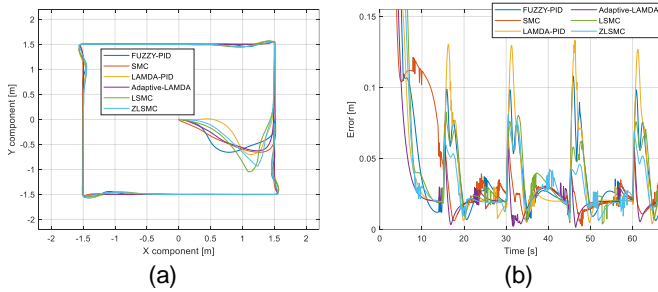 2
1.5
1
0.5
0
-0.5
-1
-1.5
-2
Y component [m]
-2 -1.5 -1 -0.5 0 0.5 1 1.5 2
X component [m]
FUZZY-PID
SMC
LAMDA-PID
Adaptive-LAMDA
LSMC
ZLSMC
(a)
FUZZY-PID Adaptive-LAMDA
SMC LSMC
LAMDA-PID ZLSMC
0.15
0.1
0.05
0
Error [m]
10 20 30 40 50 60
Time [s]
(b)